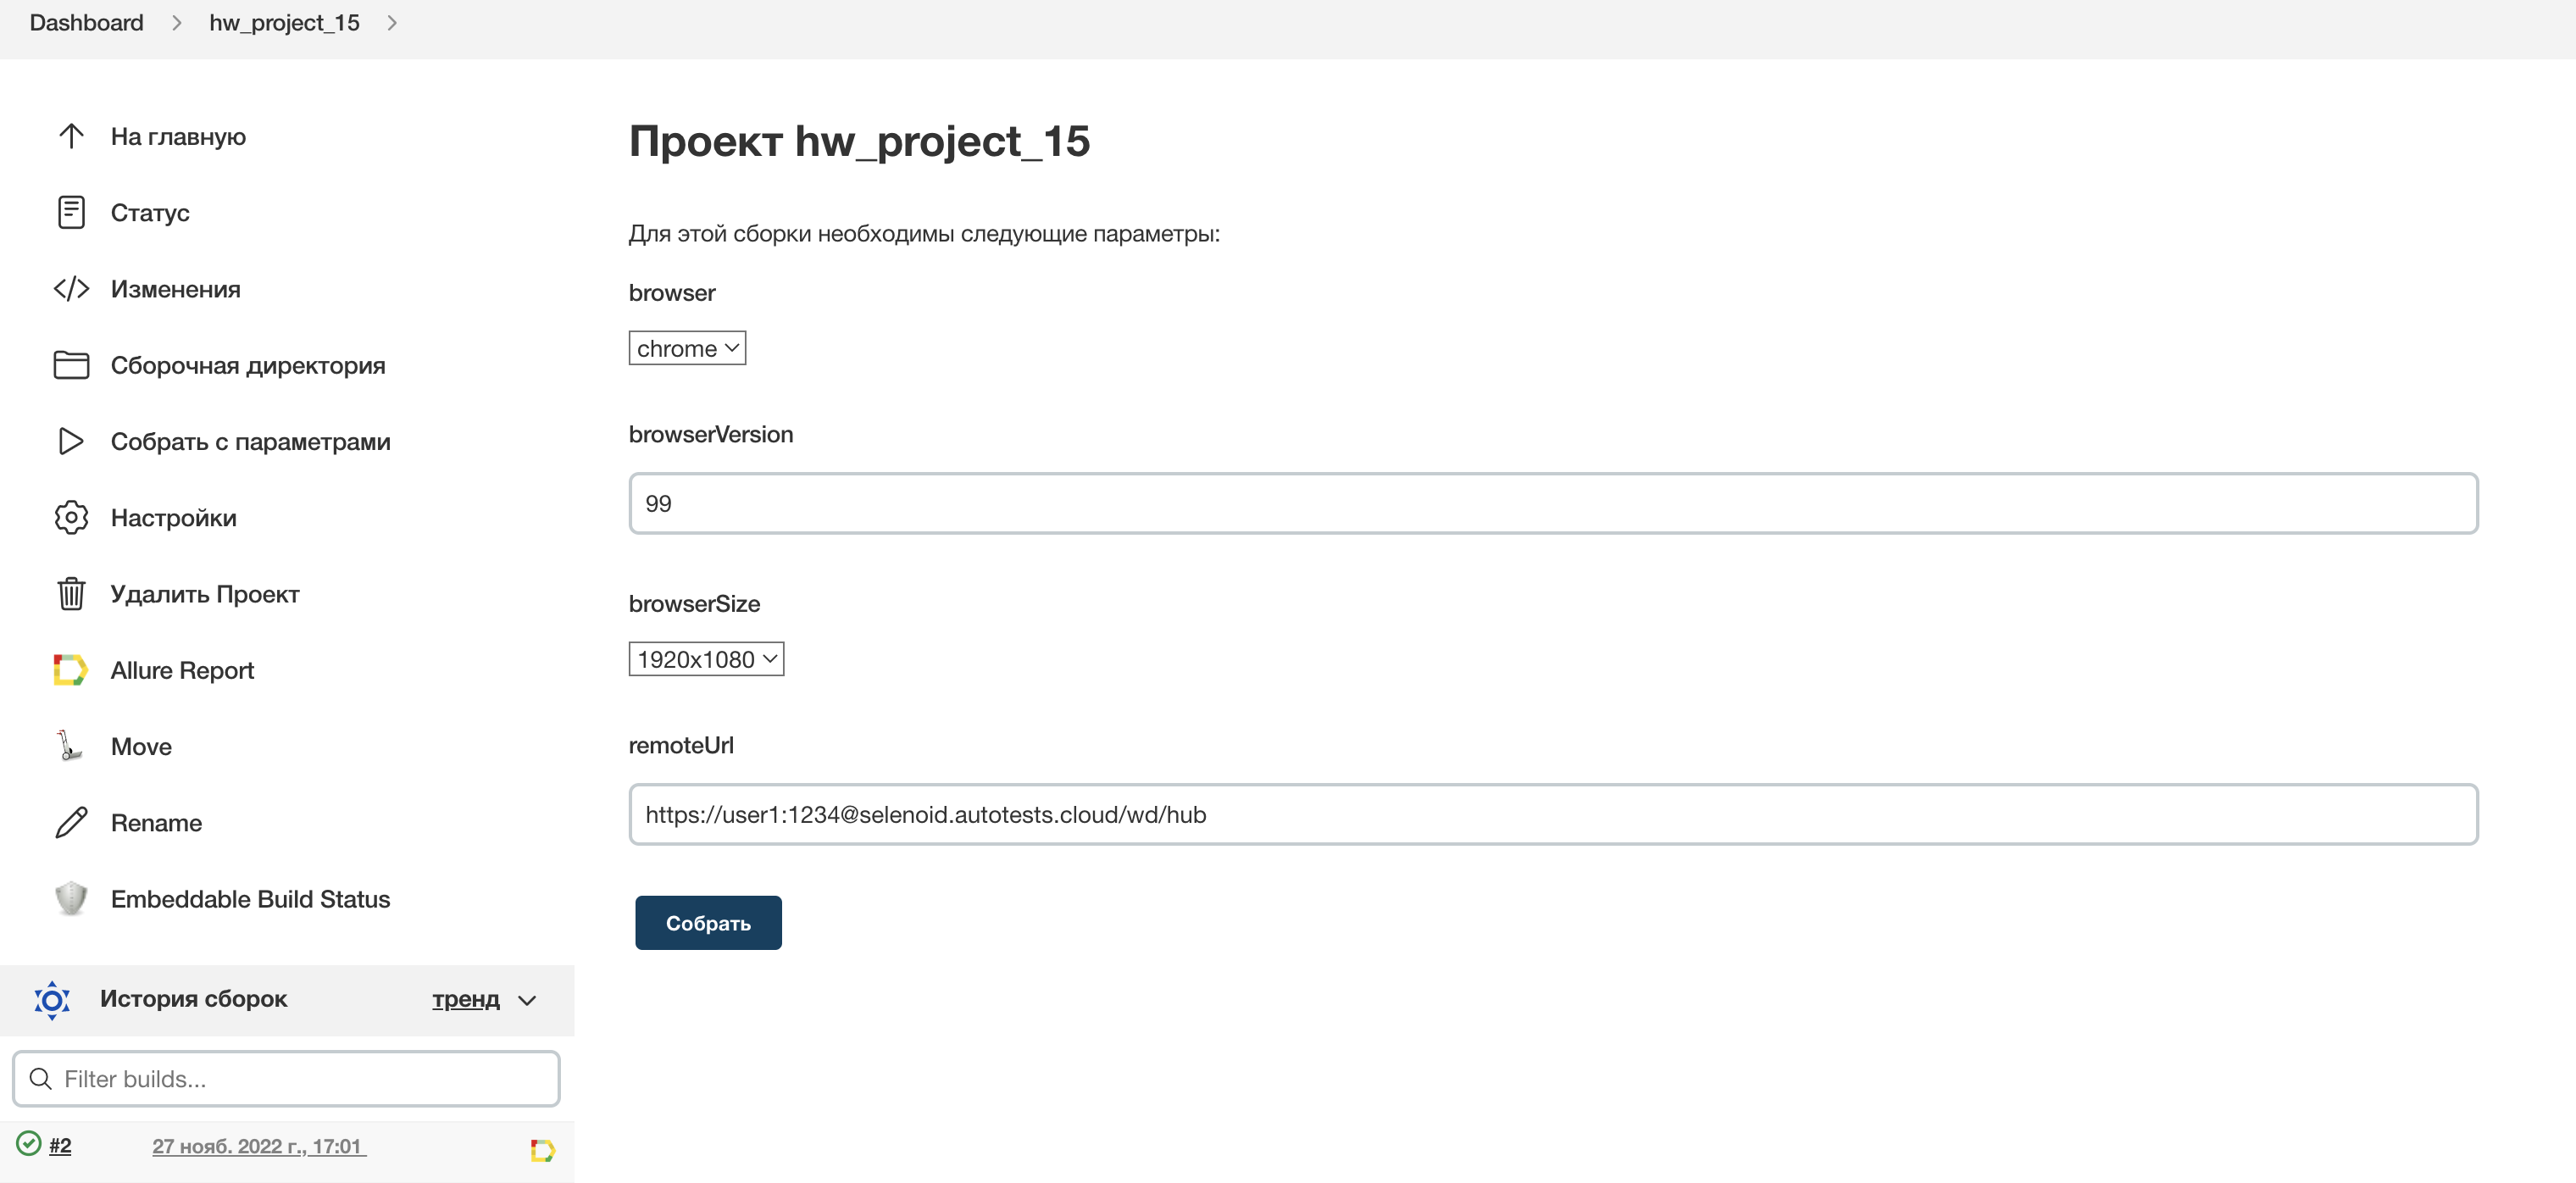 Dashboard > hw_project_15 >
На главную
Статус
Изменения
Сборочная директория
Собрать с параметрами
Настройки
Удалить Проект
Allure Report
Move
Rename
Embeddable Build Status
История сборок тренд
Filter builds...
#2 27 нояб. 2022 г., 17:01
Проект hw_project_15
Для этой сборки необходимы следующие параметры:
browser
chrome
browserVersion
99
browserSize
1920x1080
remoteUrl
https://user1:1234@selenoid.autotests.cloud/wd/hub
Собрать